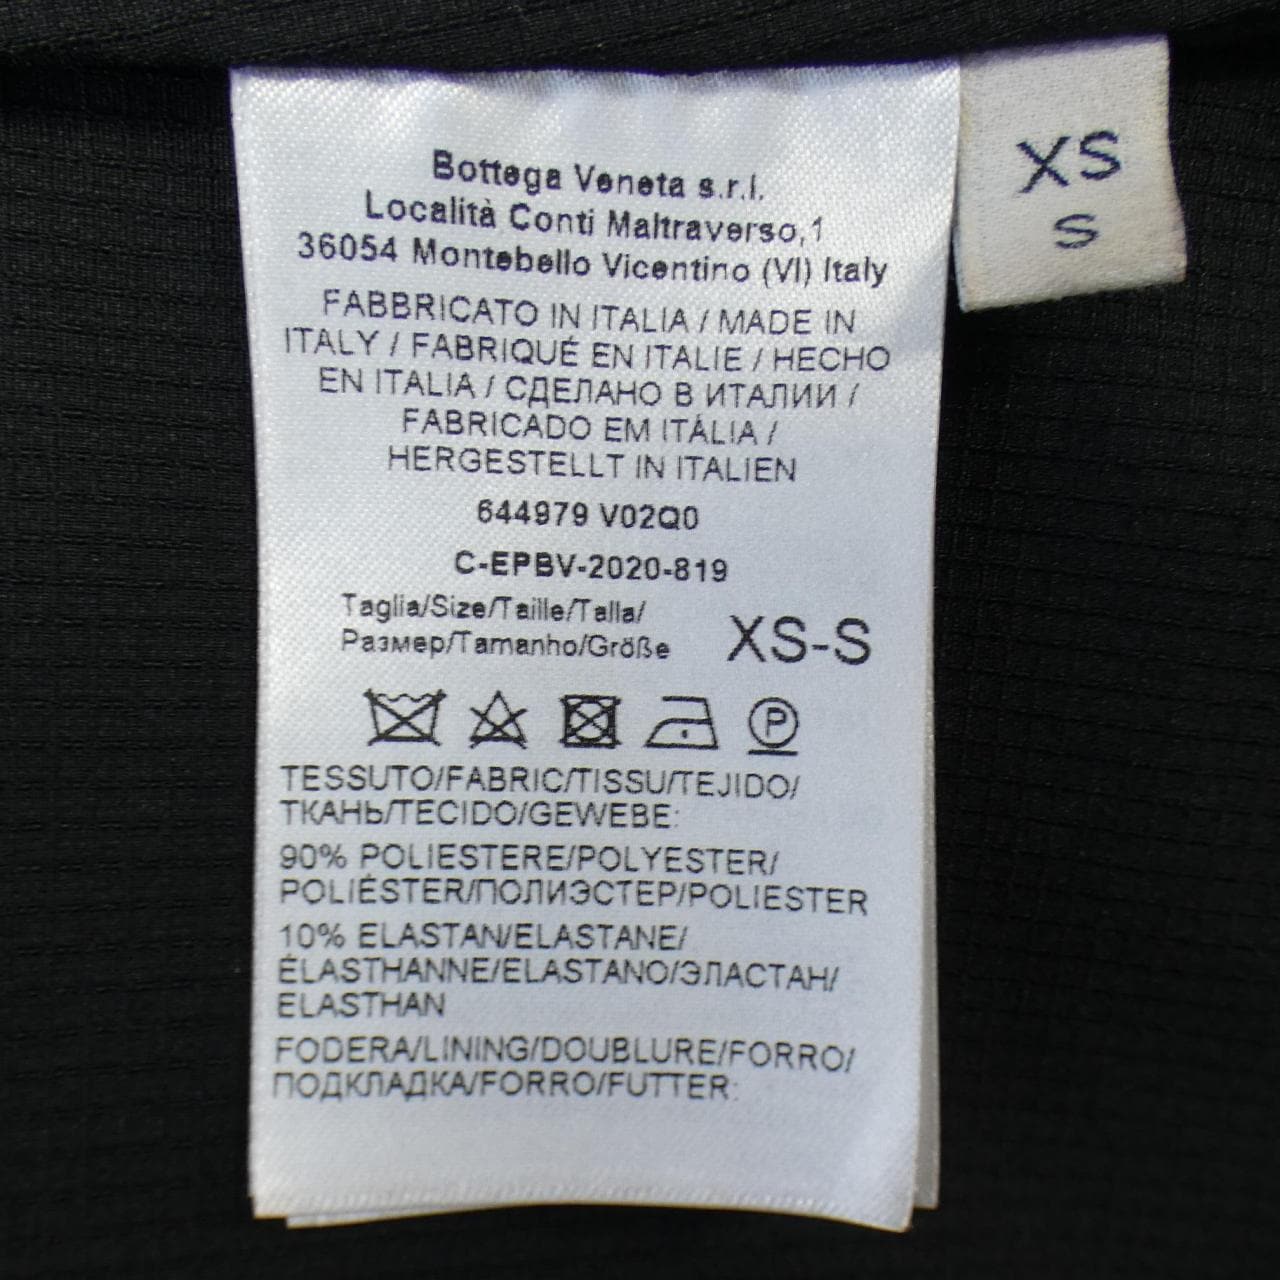 Bottega Veneta s.r.l.
Località Conti Maltraverso,1
36054 Montebello Vicentino (VI) Italy
FABBRICATO IN ITALIA / MADE IN
ITALY / FABRIQUÉ EN ITALIE / HECHO
EN ITALIA / СДЕЛАНО В ИТАЛИИ /
FABRICADO EM ITÁLIA /
HERGESTELLT IN ITALIEN
644979 V02Q0
C-EPBV-2020-819
Taglia/Size/Taille/Talla/
Размер/Tamanho/Größe
XS-S
P
TESSUTO/FABRIC/TISSU/TEJIDO/
ТКАНЬ/TECIDO/GEWEBE:
90% POLIESTERE/POLYESTER/
POLIÉSTER/ПОЛИЭСТЕР/POLIESTER
10% ELASTAN/ELASTANE/
ÉLASTHANNE/ELASTANO/ЭЛАСТАН/
ELASTHAN
FODERA/LINING/DOUBLURE/FORRO/
ПОДКЛАДКА/FORRO/FUTTER:
XS
S